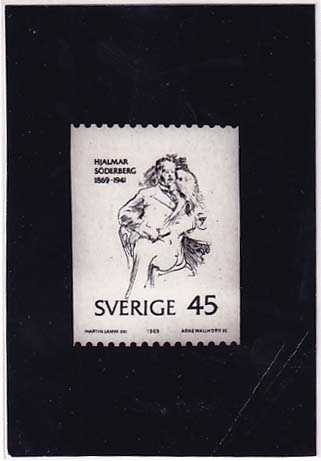 HJALMAR
SÖDERBERG
1869-1941
SVERIGE 45
MARTIN LAMM DEL 1969 ARNE WALLHORN SC